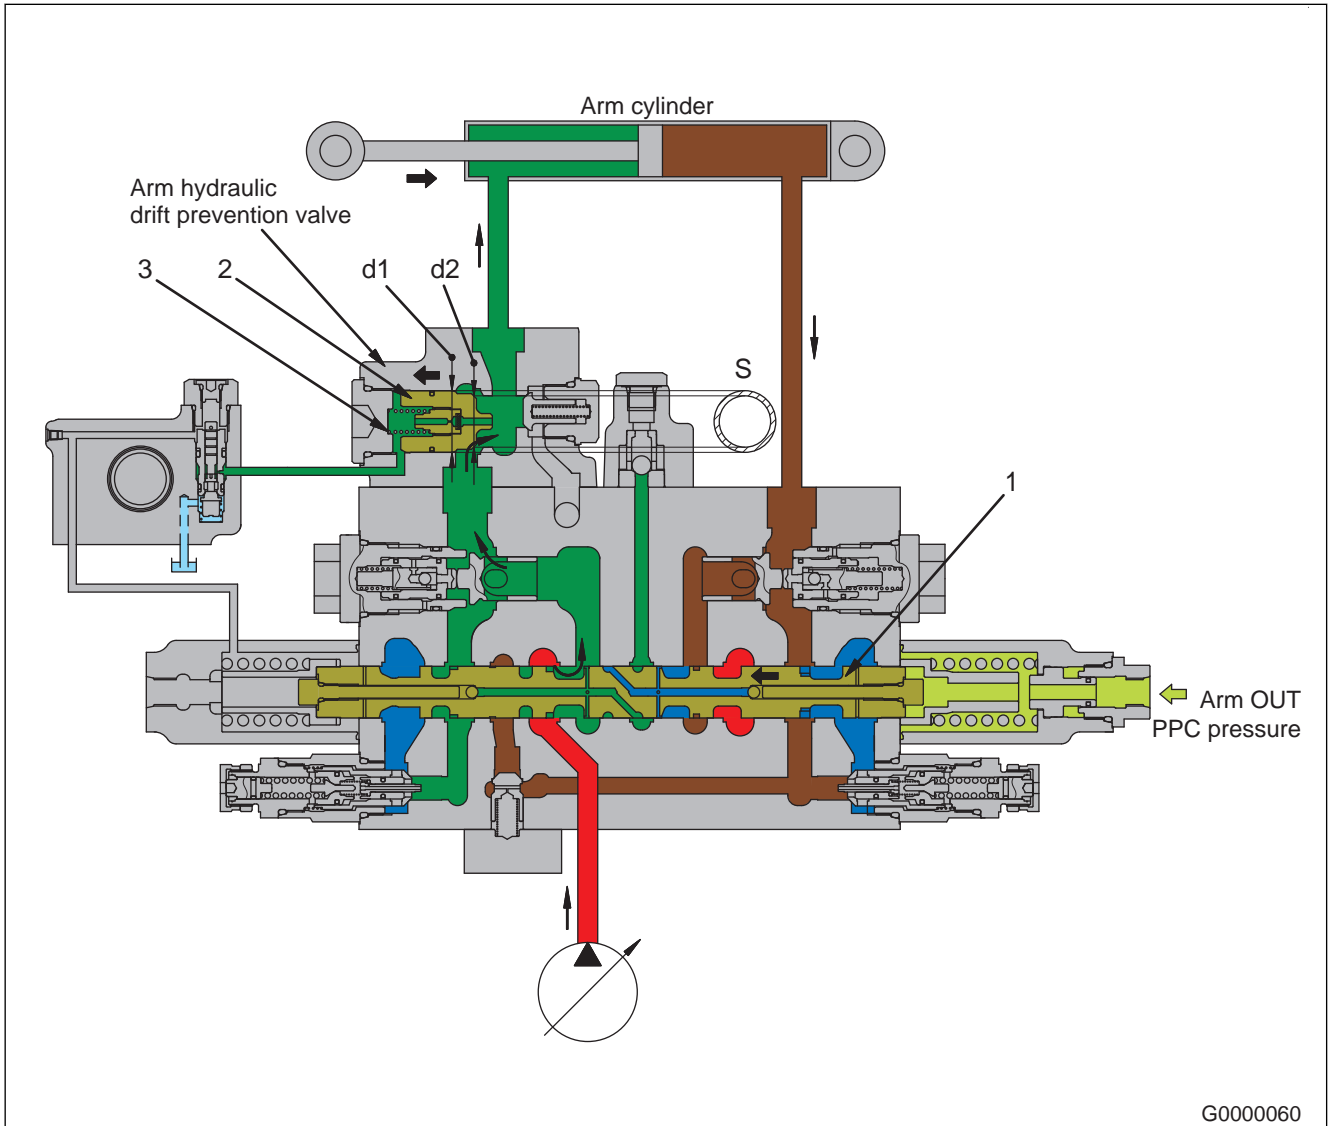 Arm cylinder
Arm hydraulic
drift prevention valve
3
2
d1
d2
S
1
Arm OUT
PPC pressure
G0000060